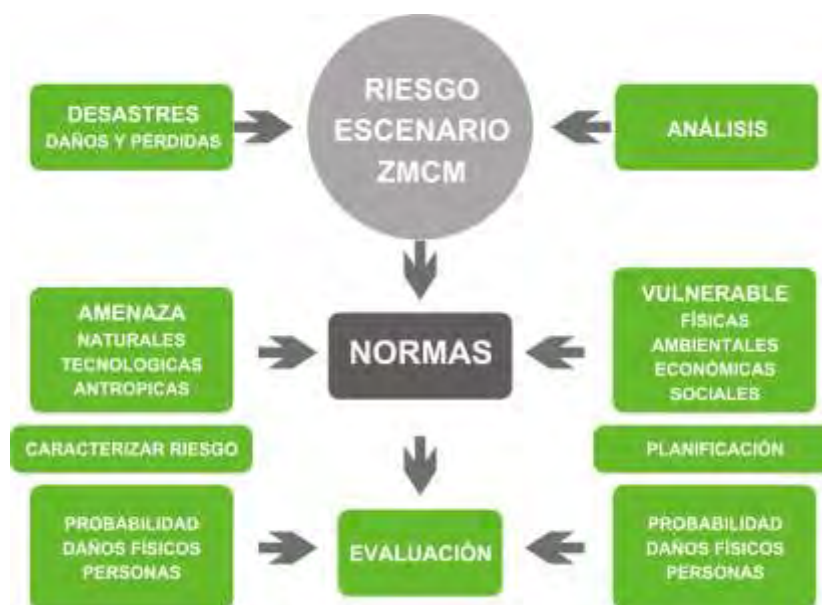 DESASTRES
DAÑOS Y PÉRDIDAS
RIESGO
ESCENARIO
ZMCM
ANÁLISIS
AMENAZA
NATURALES
TECNOLOGICAS
ANTROPICAS
NORMAS
VULNERABLE
FÍSICAS
AMBIENTALES
ECONÓMICAS
SOCIALES
CARACTERIZAR RIESGO
PLANIFICACIÓN
PROBABILIDAD
DAÑOS FÍSICOS
PERSONAS
EVALUACIÓN
PROBABILIDAD
DAÑOS FÍSICOS
PERSONAS